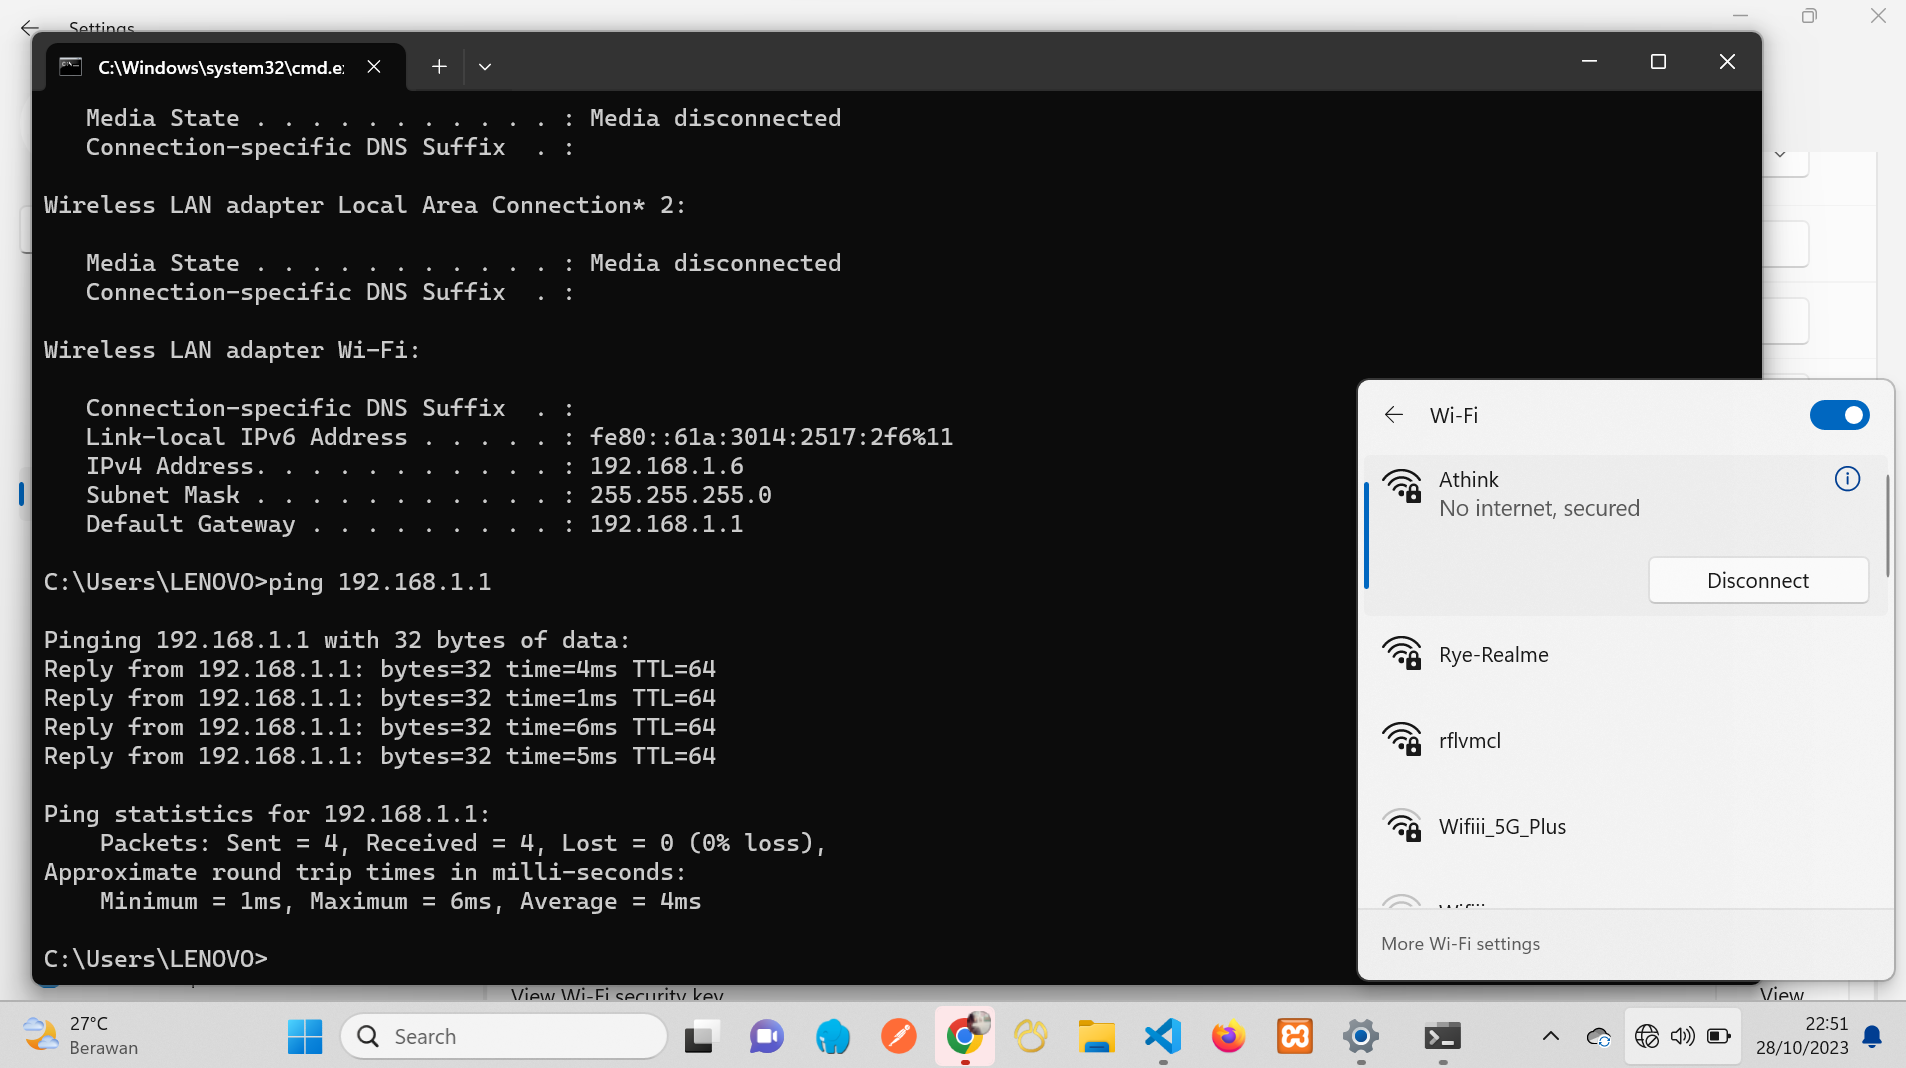 Settings
C:\Windows\system32\cmd.e
Media State . . . . . . . . . . . : Media disconnected
Connection-specific DNS Suffix  . :
Wireless LAN adapter Local Area Connection* 2:
Media State . . . . . . . . . . . : Media disconnected
Connection-specific DNS Suffix  . :
Wireless LAN adapter Wi-Fi:
Connection-specific DNS Suffix  . :
Link-local IPv6 Address . . . . . : fe80::61a:3014:2517:2f6%11
IPv4 Address. . . . . . . . . . . : 192.168.1.6
Subnet Mask . . . . . . . . . . . : 255.255.255.0
Default Gateway . . . . . . . . . : 192.168.1.1
C:\Users\LENOVO>ping 192.168.1.1
Pinging 192.168.1.1 with 32 bytes of data:
Reply from 192.168.1.1: bytes=32 time=4ms TTL=64
Reply from 192.168.1.1: bytes=32 time=1ms TTL=64
Reply from 192.168.1.1: bytes=32 time=6ms TTL=64
Reply from 192.168.1.1: bytes=32 time=5ms TTL=64
Ping statistics for 192.168.1.1:
Packets: Sent = 4, Received = 4, Lost = 0 (0% loss),
Approximate round trip times in milli-seconds:
Minimum = 1ms, Maximum = 6ms, Average = 4ms
C:\Users\LENOVO>
Wi-Fi
Athink
No internet, secured
Disconnect
Rye-Realme
rflvmcl
Wifiii_5G_Plus
Wifiii
More Wi-Fi settings
View Wi-Fi security key
View
27°C
Berawan
Search
22:51
28/10/2023